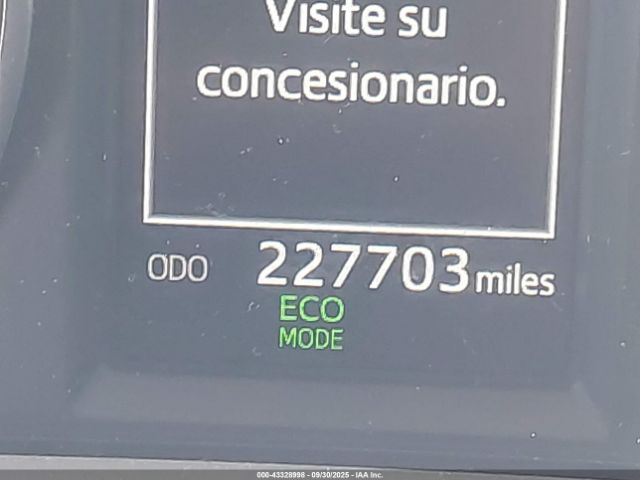 Visite su
concesionario.
ODO 227703 miles
ECO
MODE
000-43328998 - 09/30/2025 - IAA Inc.